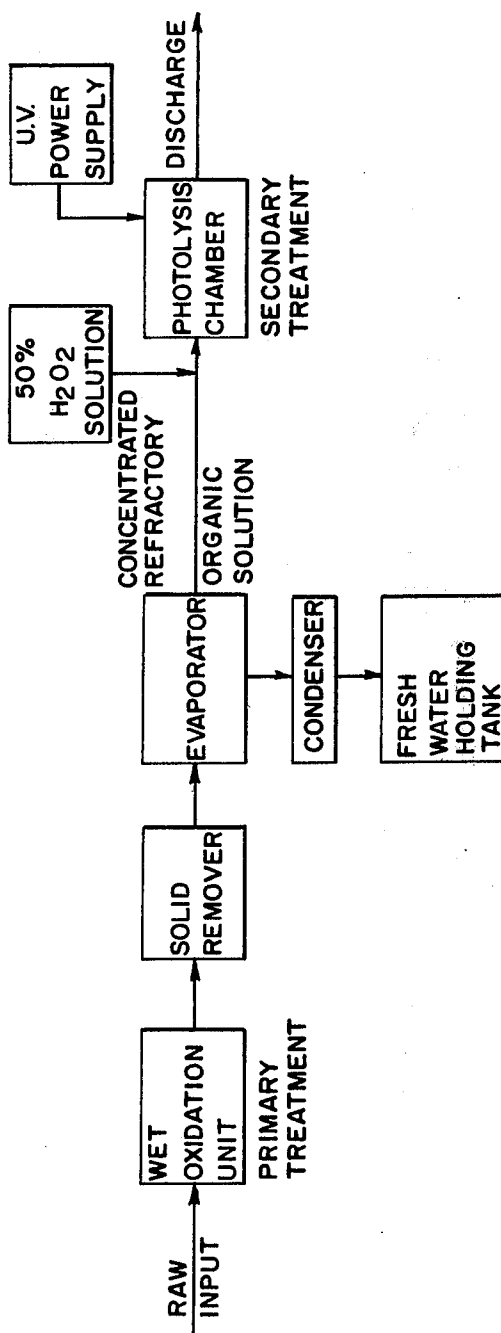 RAW
INPUT
WET
OXIDATION
UNIT
PRIMARY
TREATMENT
SOLID
REMOVER
EVAPORATOR
CONDENSER
FRESH
WATER
HOLDING
TANK
CONCENTRATED
REFRACTORY
ORGANIC
SOLUTION
50%
H2O2
SOLUTION
PHOTOLYSIS
CHAMBER
SECONDARY
TREATMENT
U.V.
POWER
SUPPLY
DISCHARGE